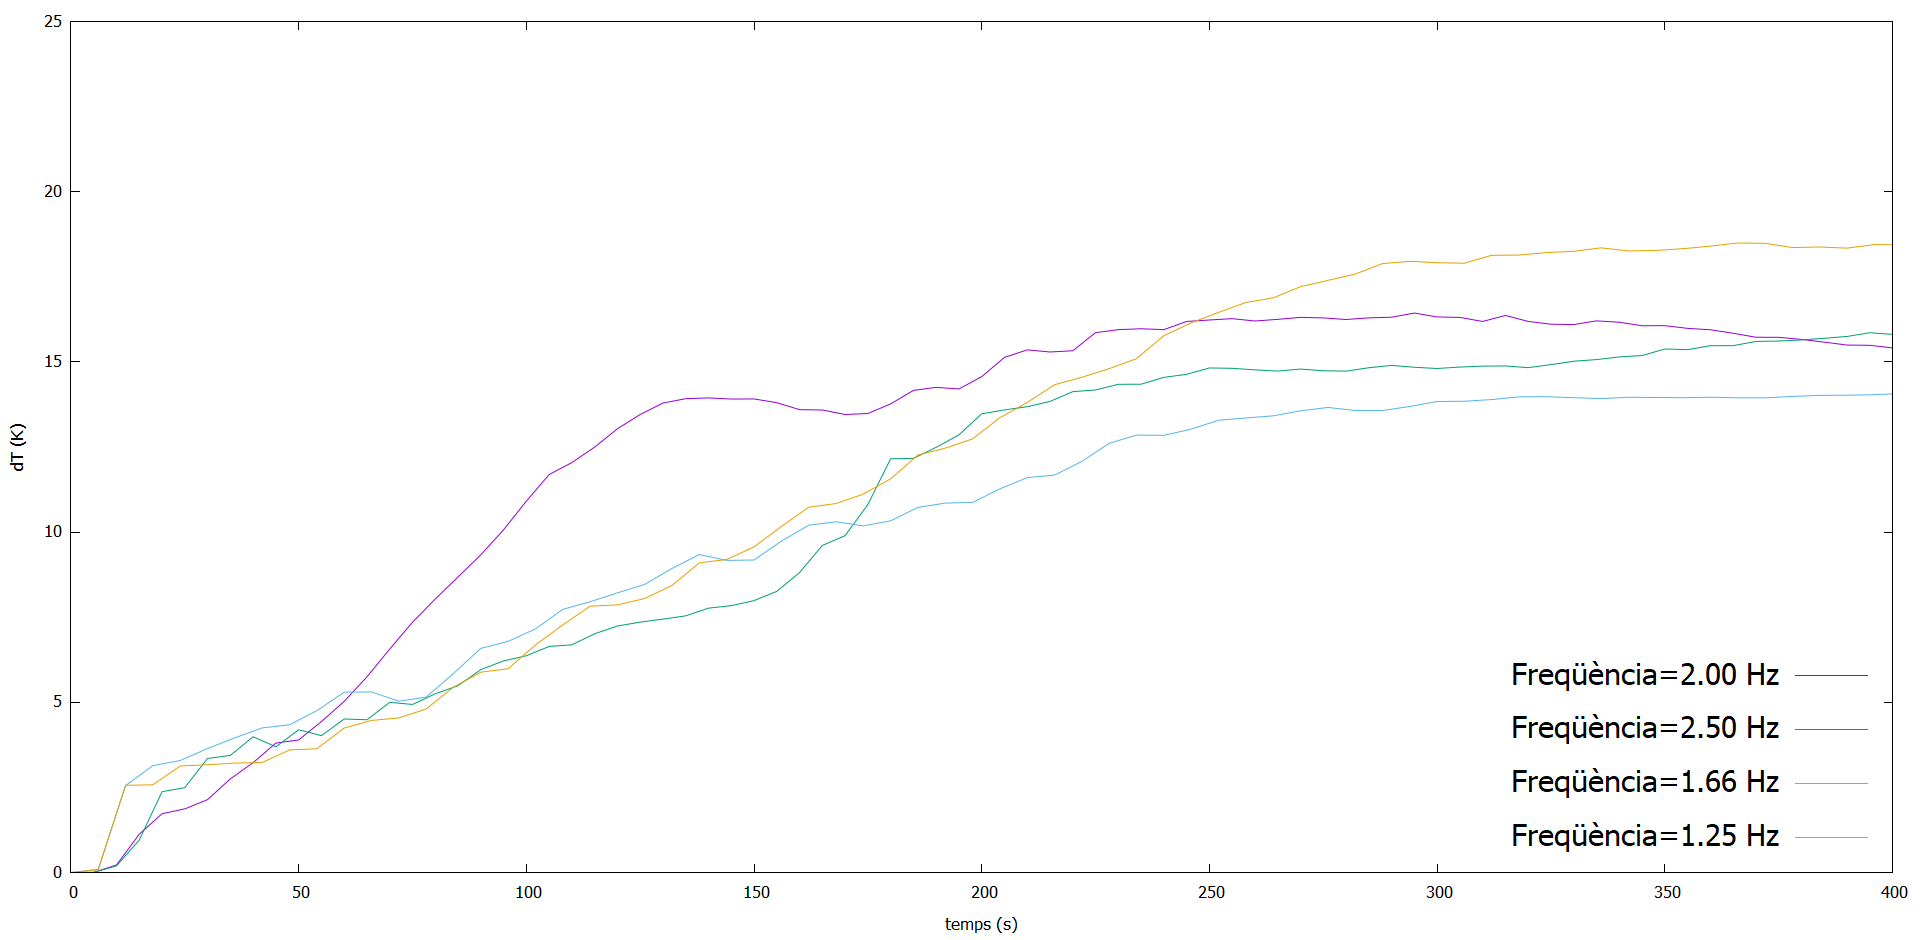 25
20
15
10
5
0
dT (K)
0 50 100 150 200 250 300 350 400
temps (s)
Freqüència=2.00 Hz
Freqüència=2.50 Hz
Freqüència=1.66 Hz
Freqüència=1.25 Hz